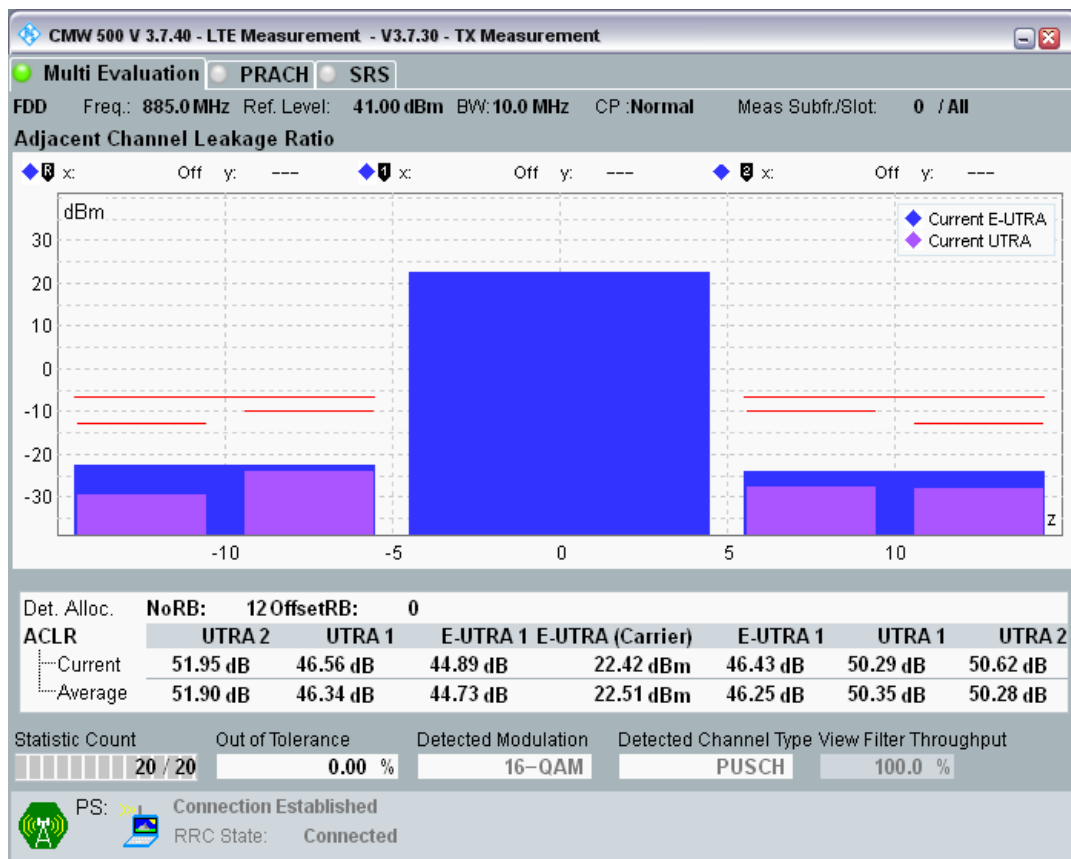 CMW 500 V 3.7.40 - LTE Measurement - V3.7.30 - TX Measurement
Multi Evaluation PRACH SRS
FDD Freq.: 885.0 MHz Ref. Level: 41.00 dBm BW: 10.0 MHz CP :Normal Meas Subfr./Slot: 0 / All
Adjacent Channel Leakage Ratio
R x: Off y: --- 1 x: Off y: --- 2 x: Off y: ---
dBm
Current E-UTRA
Current UTRA
30
20
10
0
-10
-20
-30
z
-10 -5 0 5 10
Det. Alloc. NoRB: 12 OffsetRB: 0
ACLR UTRA 2 UTRA 1 E-UTRA 1 E-UTRA (Carrier) E-UTRA 1 UTRA 1 UTRA 2
Current 51.95 dB 46.56 dB 44.89 dB 22.42 dBm 46.43 dB 50.29 dB 50.62 dB
Average 51.90 dB 46.34 dB 44.73 dB 22.51 dBm 46.25 dB 50.35 dB 50.28 dB
Statistic Count Out of Tolerance Detected Modulation Detected Channel Type View Filter Throughput
20 / 20 0.00 % 16-QAM PUSCH 100.0 %
PS: Connection Established
RRC State: Connected